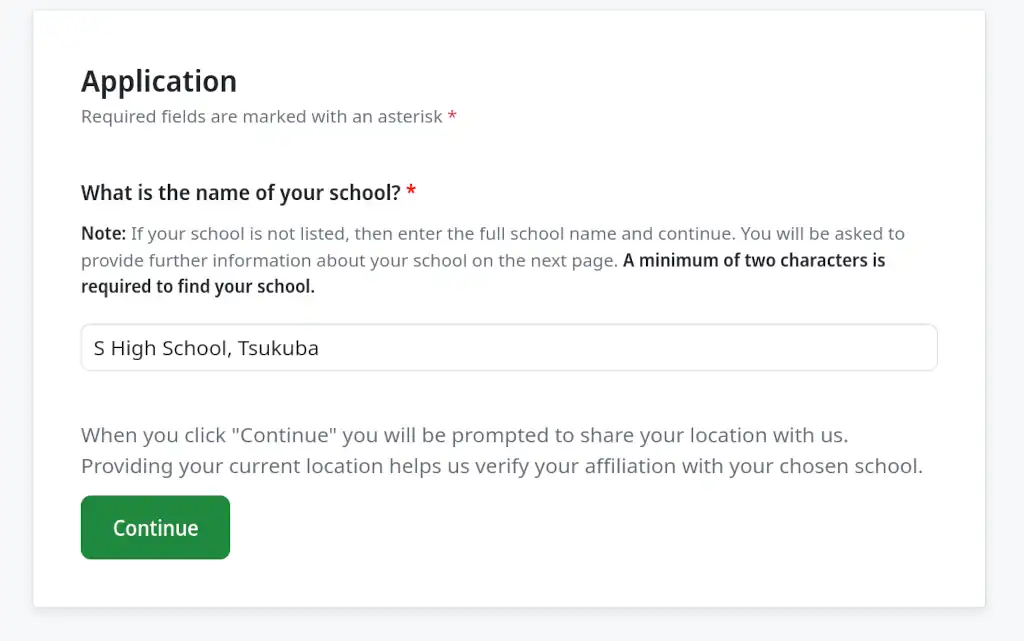 Application
Required fields are marked with an asterisk *
What is the name of your school? *
Note: If your school is not listed, then enter the full school name and continue. You will be asked to
provide further information about your school on the next page. A minimum of two characters is
required to find your school.
S High School, Tsukuba
When you click "Continue" you will be prompted to share your location with us.
Providing your current location helps us verify your affiliation with your chosen school.
Continue